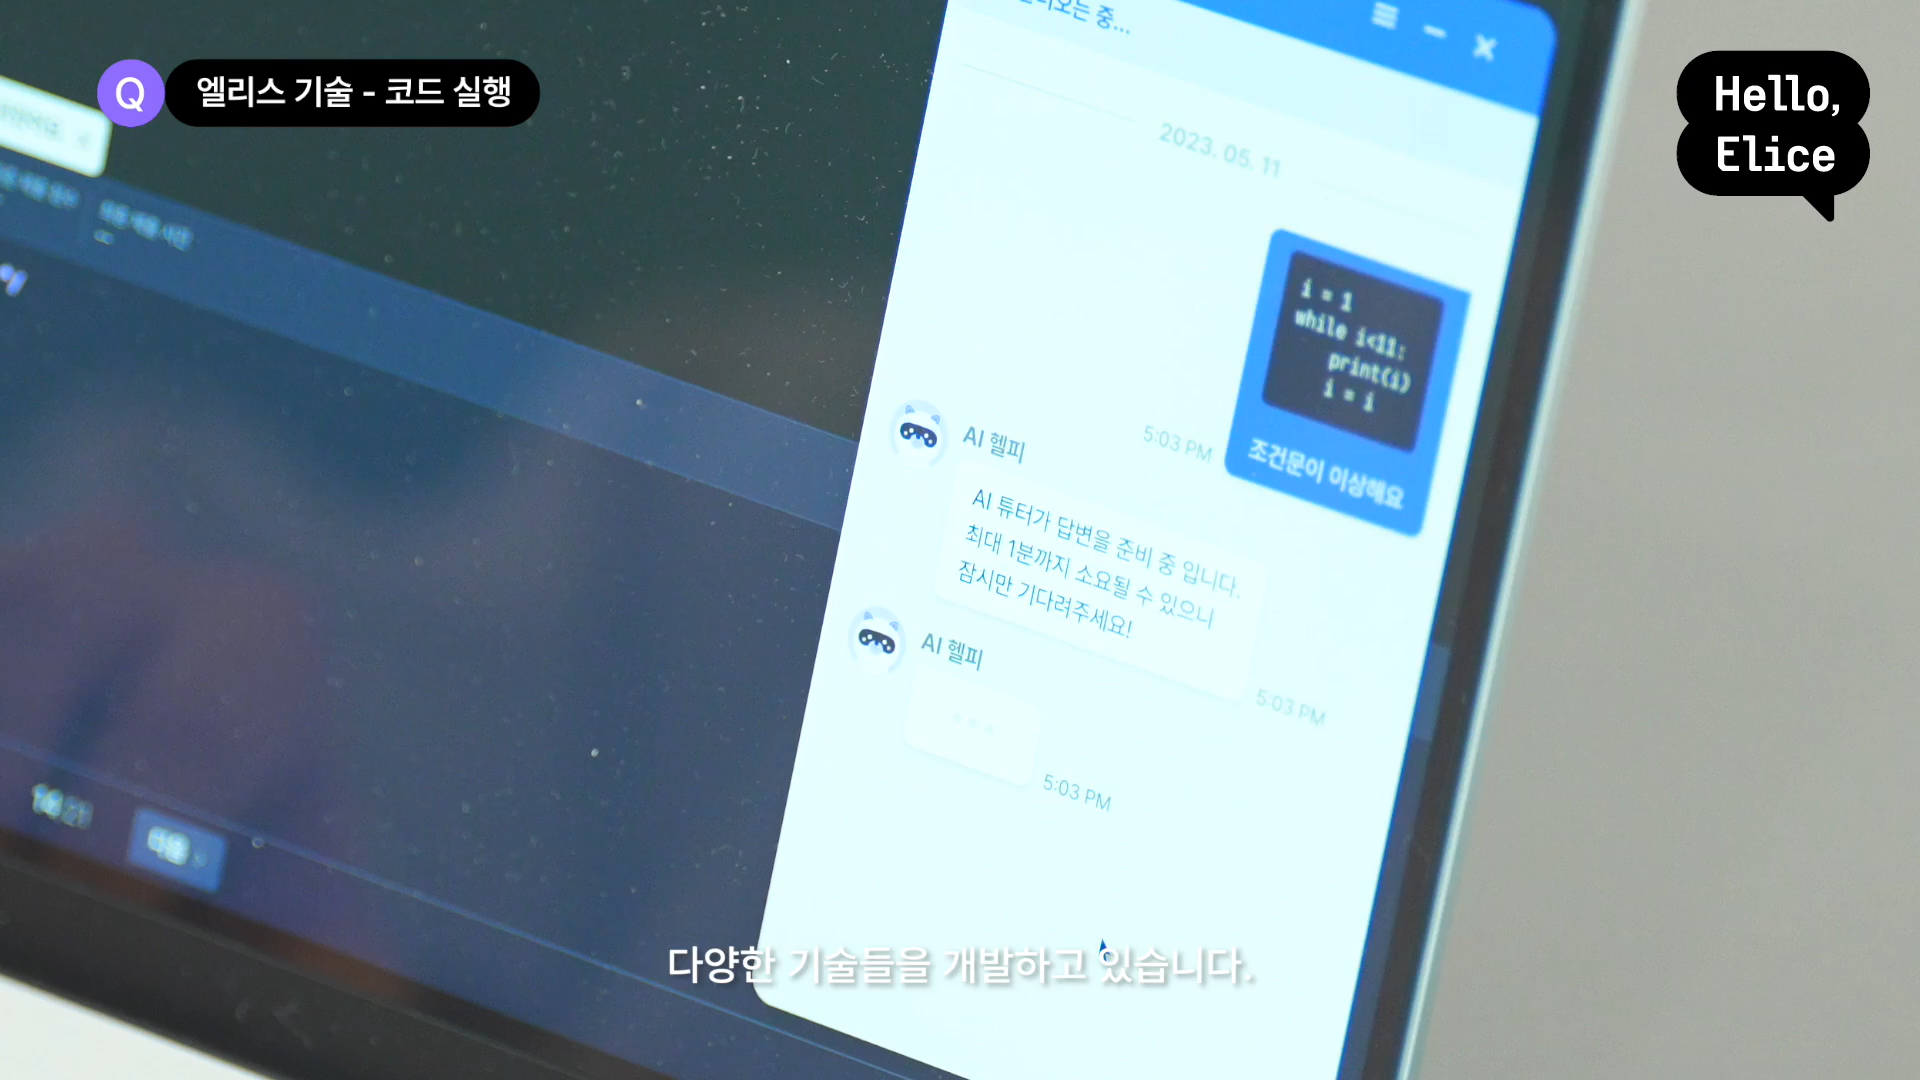 Q 엘리스 기술 - 코드 실행
Hello,
Elice
중...
2023. 05. 11
i = 1
while i<11:
print(i)
i = i
조건문이 이상해요
5:03 PM
AI 헬피
AI 튜터가 답변을 준비 중 입니다.
최대 1분까지 소요될 수 있으니
잠시만 기다려주세요!
5:03 PM
AI 헬피
5:03 PM
다음
다양한 기술들을 개발하고 있습니다.